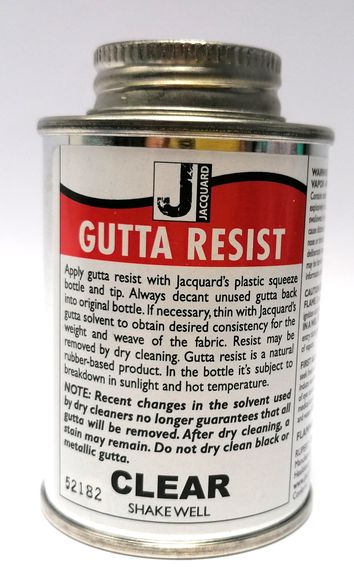 J
JACQUARD
GUTTA RESIST
Apply gutta resist with Jacquard's plastic squeeze
bottle and tip. Always decant unused gutta back
into original bottle. If necessary, thin with Jacquard's
gutta solvent to obtain desired consistency for the
weight and weave of the fabric. Resist may be
removed by dry cleaning. Gutta resist is a natural
rubber-based product. In the bottle it's subject to
breakdown in sunlight and hot temperature.
NOTE: Recent changes in the solvent used
by dry cleaners no longer guarantees that all
gutta will be removed. After dry cleaning, a
stain may remain. Do not dry clean black or
metallic gutta.
52182
CLEAR
SHAKE WELL